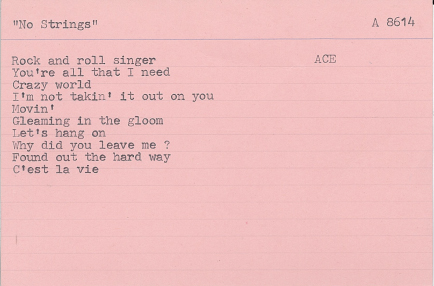 "No Strings" A 8614
Rock and roll singer ACE
You're all that I need
Crazy world
I'm not takin' it out on you
Movin'
Gleaming in the gloom
Let's hang on
Why did you leave me ?
Found out the hard way
C'est la vie